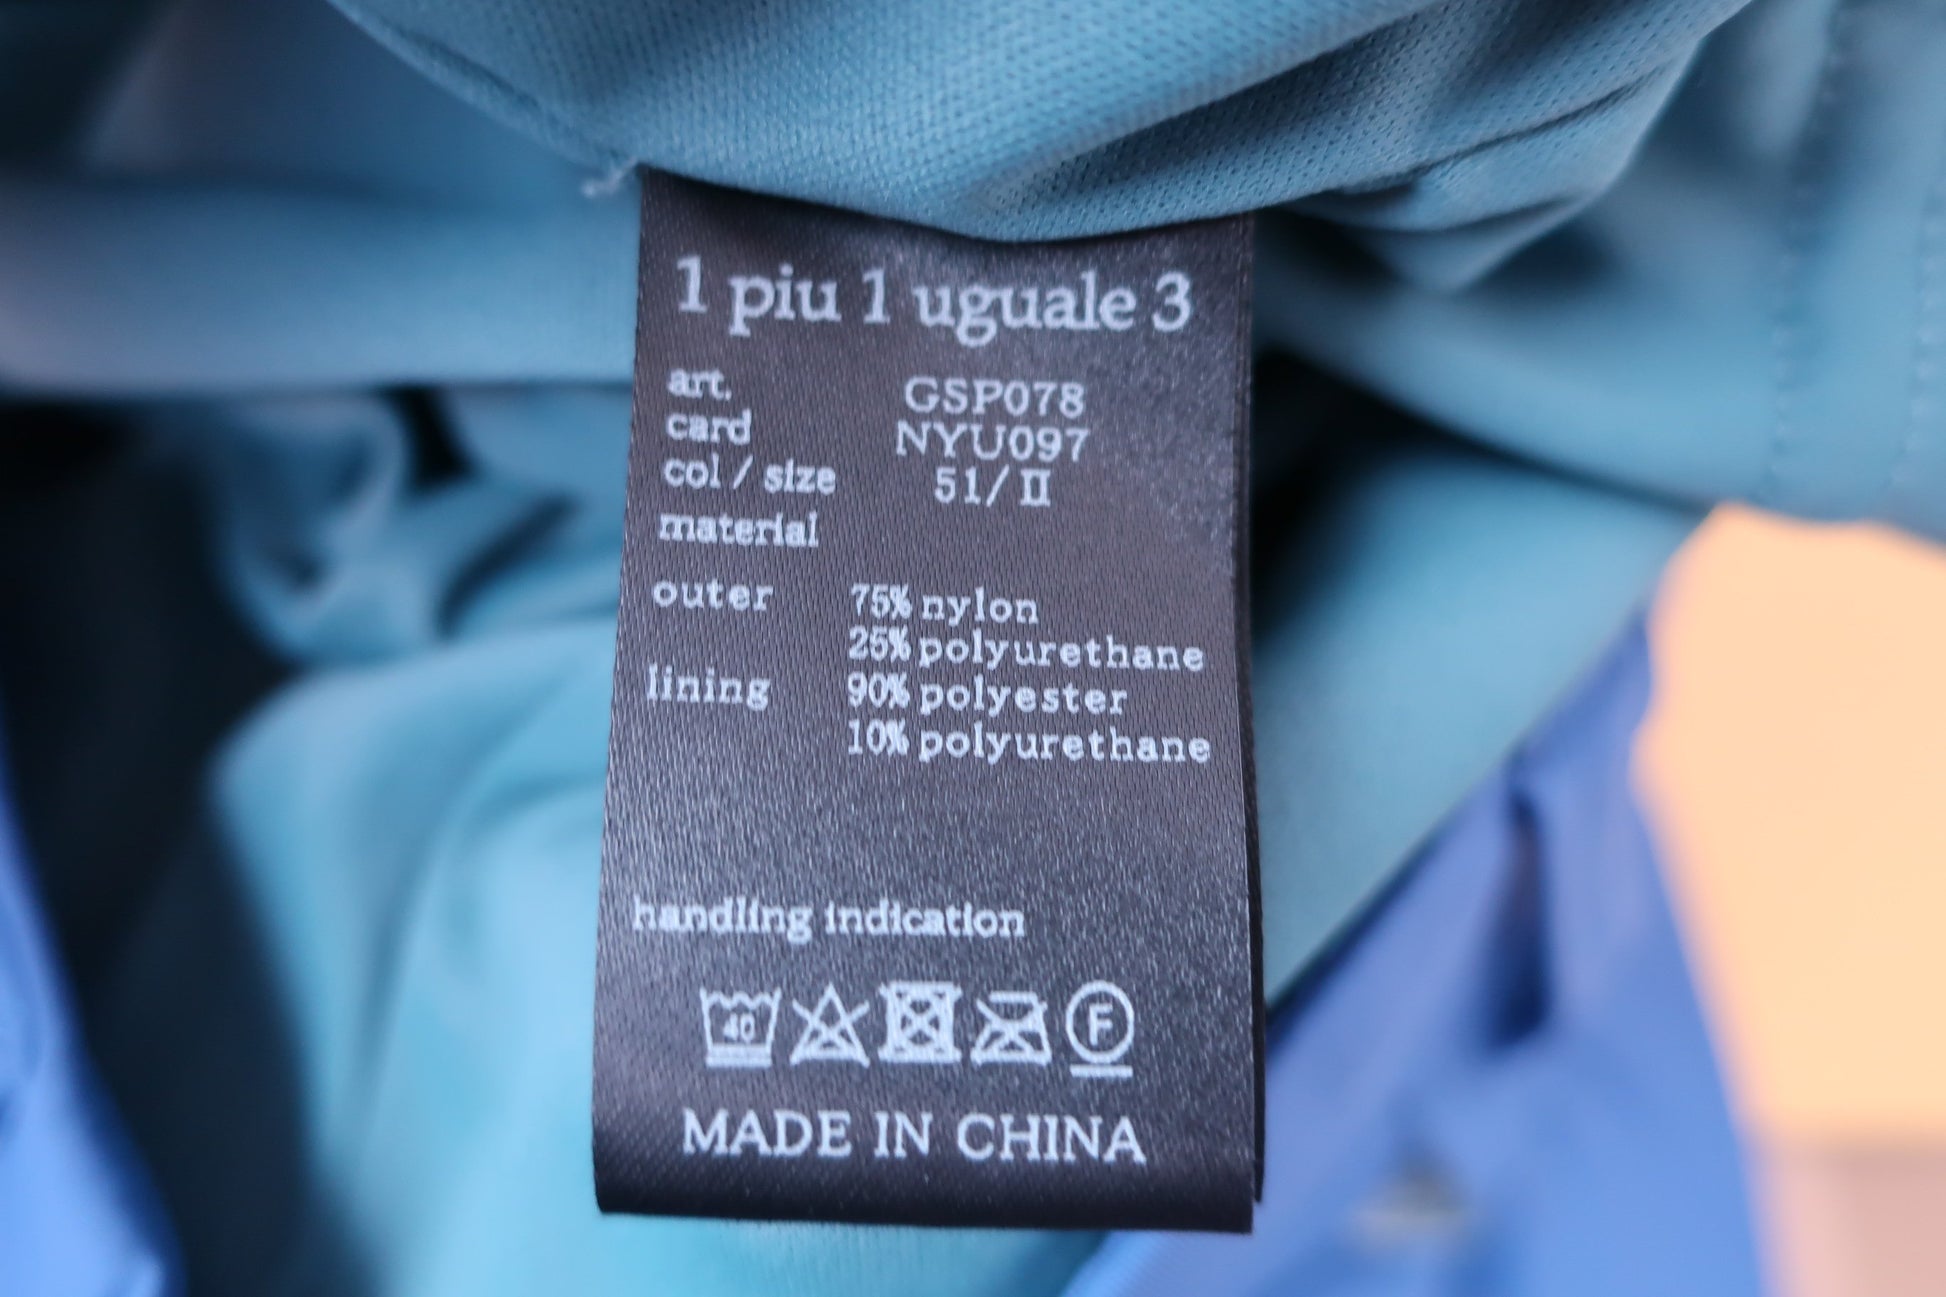 1 piu 1 uguale 3
art. GSP078
card NYU097
col / size 51/Ⅱ
material
outer 75% nylon
25% polyurethane
lining 90% polyester
10% polyurethane
handling indication
40 F
MADE IN CHINA